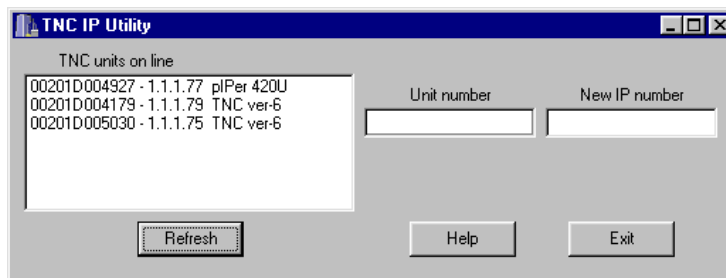 TNC IP Utility
TNC units on line
00201D004927 - 1.1.1.77 pIPer 420U
00201D004179 - 1.1.1.79 TNC ver-6
00201D005030 - 1.1.1.75 TNC ver-6
Unit number
New IP number
Refresh
Help
Exit